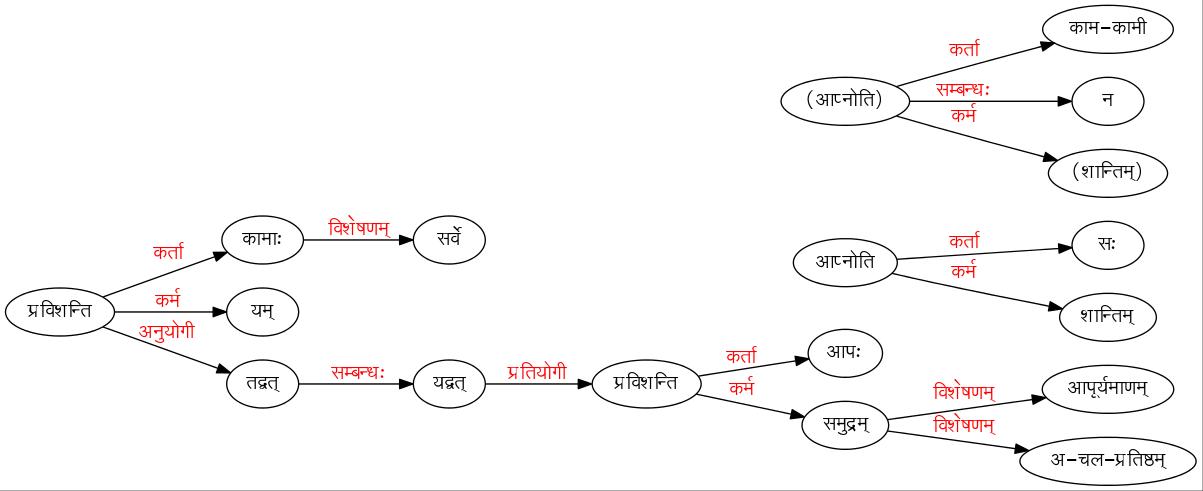 काम-कामी
कर्ता
(आप्नोति)
सम्बन्धः
न
कर्म
(शान्तिम्)
कामाः
विशेषणम्
सर्वे
कर्ता
प्रविशन्ति
कर्म
यम्
अनुयोगी
तद्वत्
सम्बन्धः
यद्वत्
प्रतियोगी
प्रविशन्ति
आप्नोति
कर्ता
सः
कर्म
शान्तिम्
कर्ता
आपः
कर्म
समुद्रम्
विशेषणम्
आपूर्यमाणम्
विशेषणम्
अ-चल-प्रतिष्ठम्